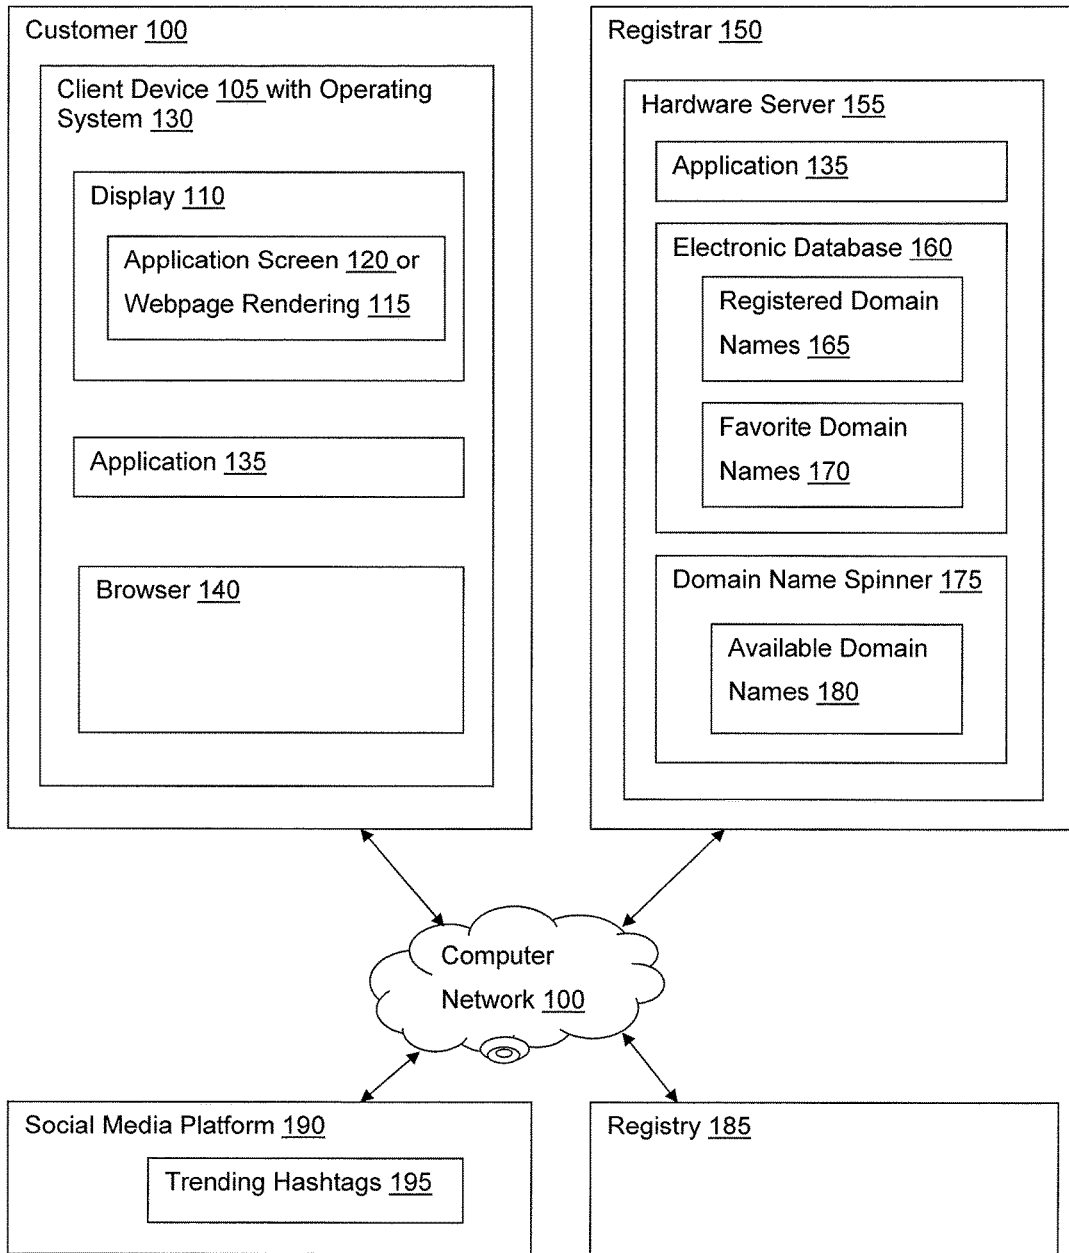 Customer 100
Client Device 105 with Operating
System 130
Display 110
Application Screen 120 or
Webpage Rendering 115
Application 135
Browser 140
Registrar 150
Hardware Server 155
Application 135
Electronic Database 160
Registered Domain
Names 165
Favorite Domain
Names 170
Domain Name Spinner 175
Available Domain
Names 180
Computer
Network 100
Social Media Platform 190
Trending Hashtags 195
Registry 185